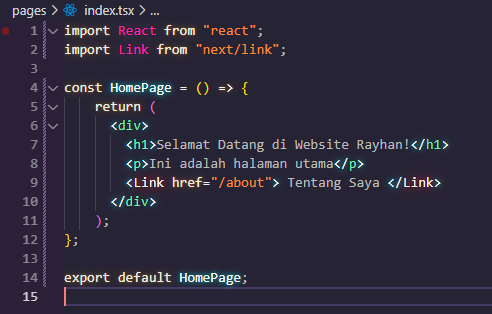 pages > index.tsx > ...
1 import React from "react";
2 import Link from "next/link";
3
4 const HomePage = () => {
5     return (
6       <div>
7         <h1>Selamat Datang di Website Rayhan!</h1>
8         <p>Ini adalah halaman utama</p>
9         <Link href="/about"> Tentang Saya </Link>
10       </div>
11     );
12 };
13
14 export default HomePage;
15